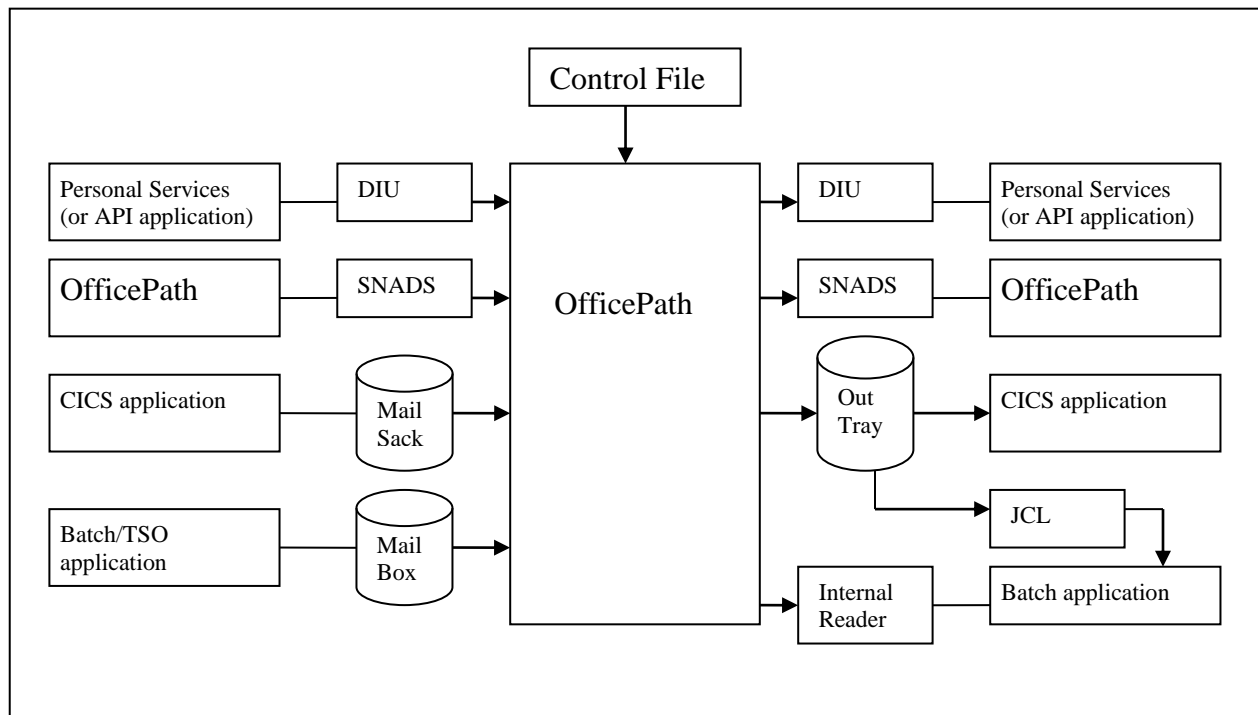 Control File
Personal Services
(or API application)
DIU
DIU
Personal Services
(or API application)
OfficePath
SNADS
OfficePath
SNADS
OfficePath
CICS application
Mail
Sack
Out
Tray
CICS application
Batch/TSO
application
Mail
Box
JCL
Internal
Reader
Batch application